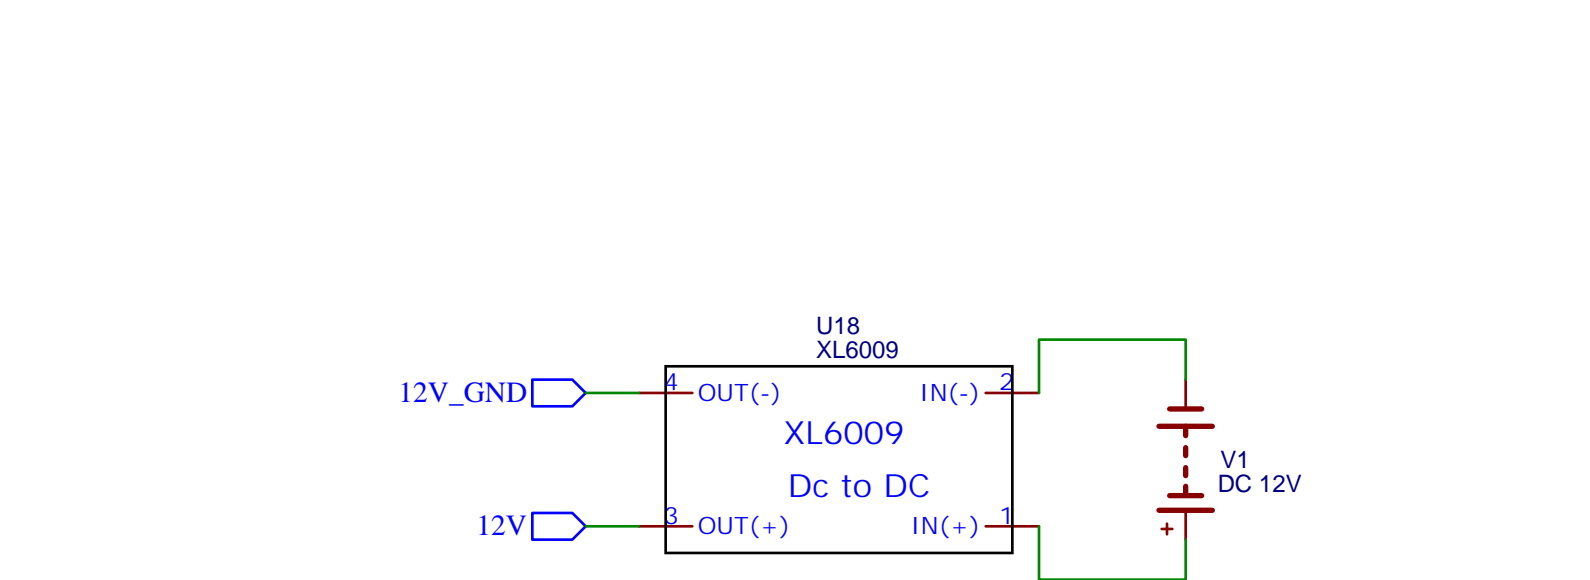 U18
XL6009
12V_GND
4
OUT(-)
IN(-)
2
XL6009
Dc to DC
V1
DC 12V
12V
3
OUT(+)
IN(+)
1
+